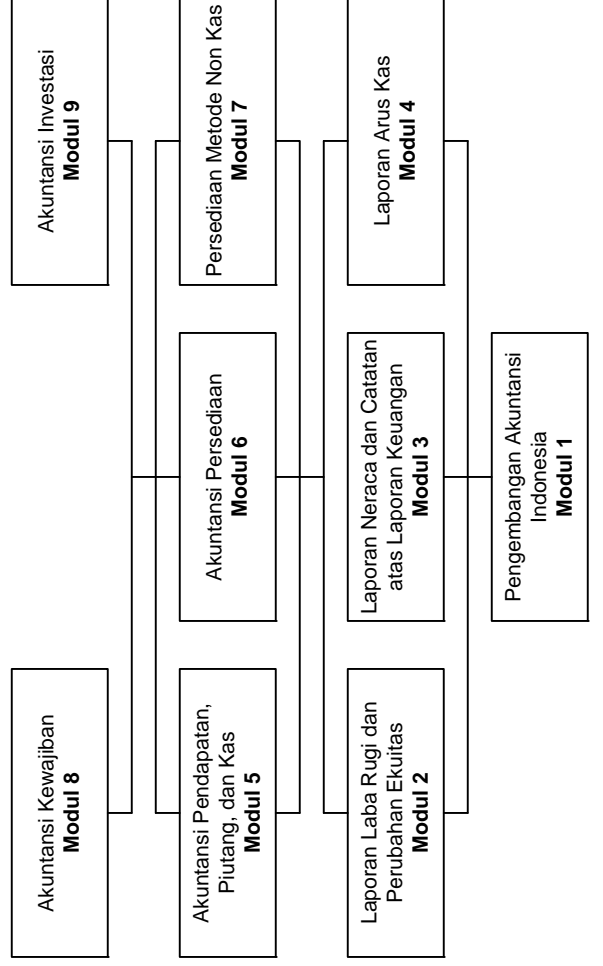 Akuntansi Kewajiban
Modul 8
Akuntansi Investasi
Modul 9
Akuntansi Pendapatan,
Piutang, dan Kas
Modul 5
Akuntansi Persediaan
Modul 6
Persediaan Metode Non Kas
Modul 7
Laporan Laba Rugi dan
Perubahan Ekuitas
Modul 2
Laporan Neraca dan Catatan
atas Laporan Keuangan
Modul 3
Laporan Arus Kas
Modul 4
Pengembangan Akuntansi
Indonesia
Modul 1